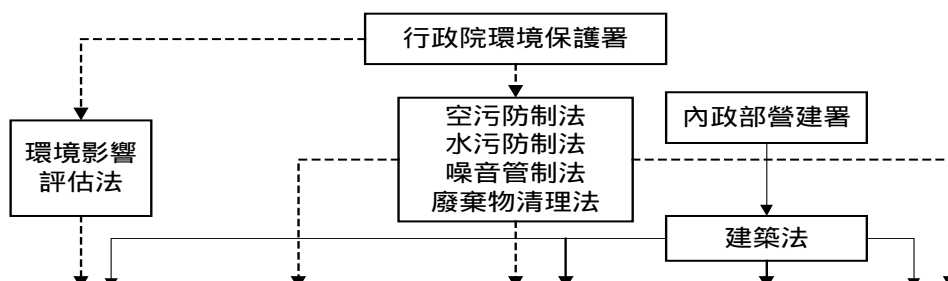 行政院環境保護署
空污防制法
水污防制法
噪音管制法
廢棄物清理法
內政部營建署
環境影響
評估法
建築法